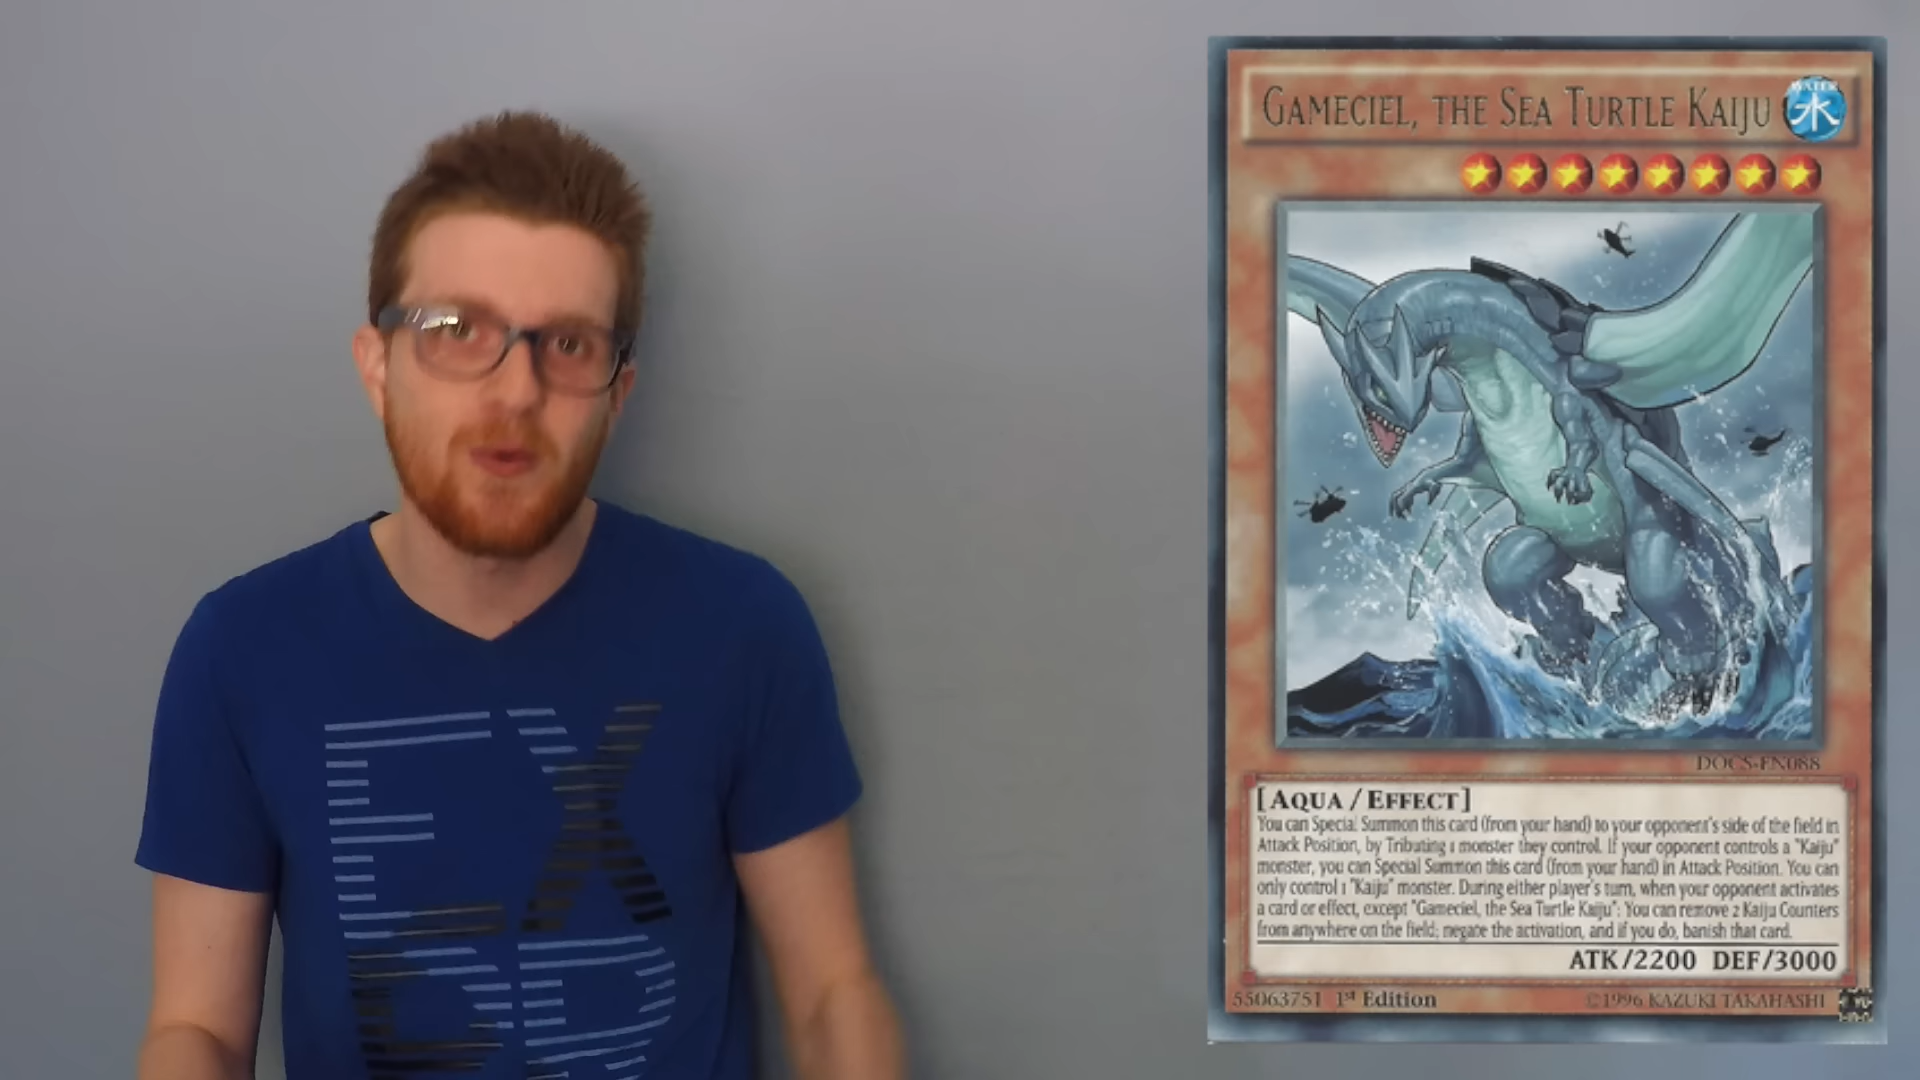 GAMECIEL, THE SEA TURTLE KAIJU
WATER
水
DOCS-EN088
[AQUA / EFFECT]
You can Special Summon this card (from your hand) to your opponent's side of the field in
Attack Position, by Tributing 1 monster they control. If your opponent controls a "Kaiju"
monster, you can Special Summon this card (from your hand) in Attack Position. You can
only control 1 "Kaiju" monster. During either player's turn, when your opponent activates
a card or effect, except "Gameciel, the Sea Turtle Kaiju": You can remove 2 Kaiju Counters
from anywhere on the field; negate the activation, and if you do, banish that card.
ATK/2200 DEF/3000
55063751 1st Edition
©1996 KAZUKI TAKAHASHI
EX